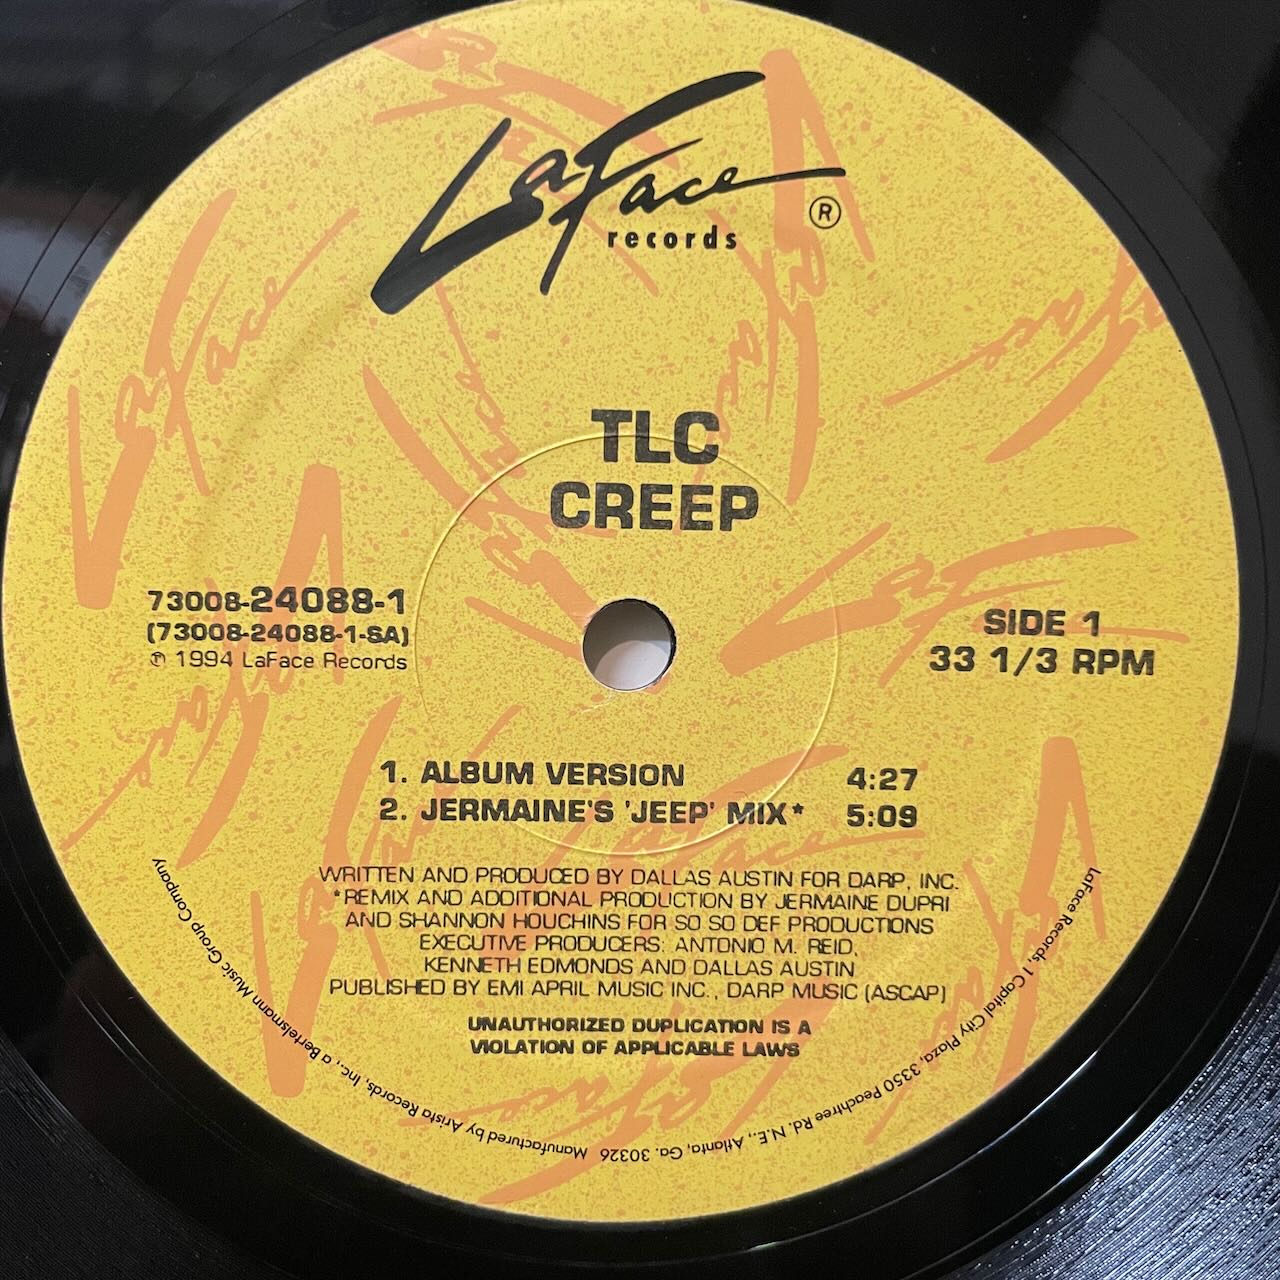 LaFace
records ®
TLC
CREEP
73008-24088-1
(73008-24088-1-SA)
℗ 1994 LaFace Records
SIDE 1
33 1/3 RPM
1. ALBUM VERSION 4:27
2. JERMAINE'S 'JEEP' MIX* 5:09
WRITTEN AND PRODUCED BY DALLAS AUSTIN FOR DARP, INC.
*REMIX AND ADDITIONAL PRODUCTION BY JERMAINE DUPRI
AND SHANNON HOUCHINS FOR SO SO DEF PRODUCTIONS
EXECUTIVE PRODUCERS: ANTONIO M. REID,
KENNETH EDMONDS AND DALLAS AUSTIN
PUBLISHED BY EMI APRIL MUSIC INC., DARP MUSIC (ASCAP)
UNAUTHORIZED DUPLICATION IS A
VIOLATION OF APPLICABLE LAWS
LaFace Records, 1 Capital City Plaza, 3350 Peachtree Rd. N.E., Atlanta, Ga. 30326 Manufactured by Arista Records, Inc., a Bertelsmann Music Group Company